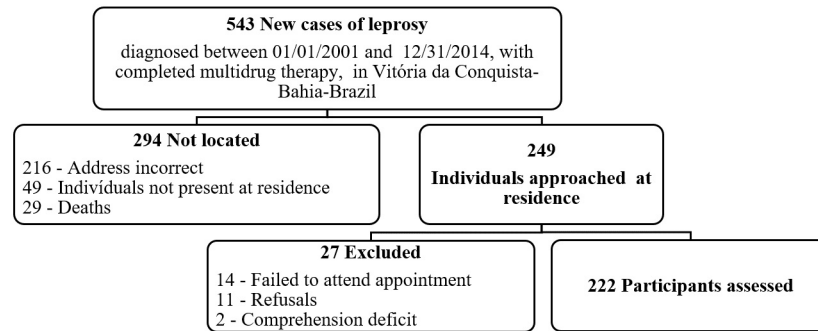 543 New cases of leprosy
diagnosed between 01/01/2001 and 12/31/2014, with
completed multidrug therapy, in Vitória da Conquista-
Bahia-Brazil
294 Not located
216 - Address incorrect
49 - Indivíduals not present at residence
29 - Deaths
249
Individuals approached at
residence
27 Excluded
14 - Failed to attend appointment
11 - Refusals
2 - Comprehension deficit
222 Participants assessed